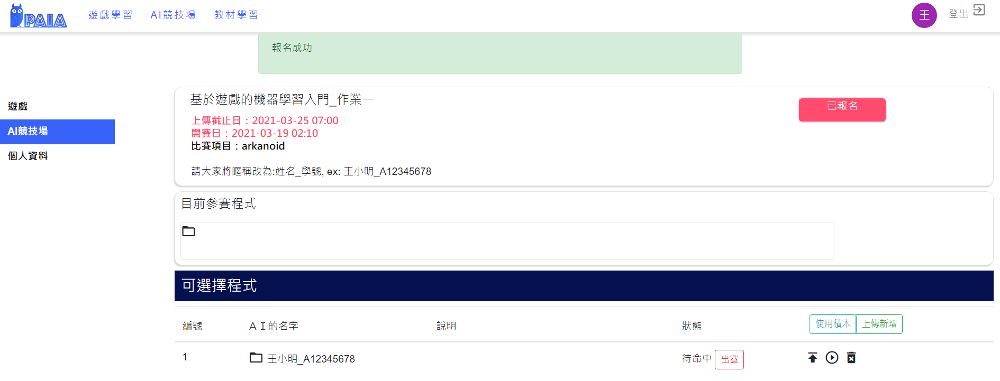 PAIA 遊戲學習 AI競技場 教材學習 王 登出
報名成功
遊戲
AI競技場
個人資料
基於遊戲的機器學習入門_作業一 已報名
上傳截止日：2021-03-25 07:00
開賽日：2021-03-19 02:10
比賽項目：arkanoid
請大家將暱稱改為:姓名_學號, ex: 王小明_A12345678
目前參賽程式
可選擇程式
編號 ＡＩ的名字 說明 狀態 使用積木 上傳新增
1 王小明_A12345678 待命中 出賽